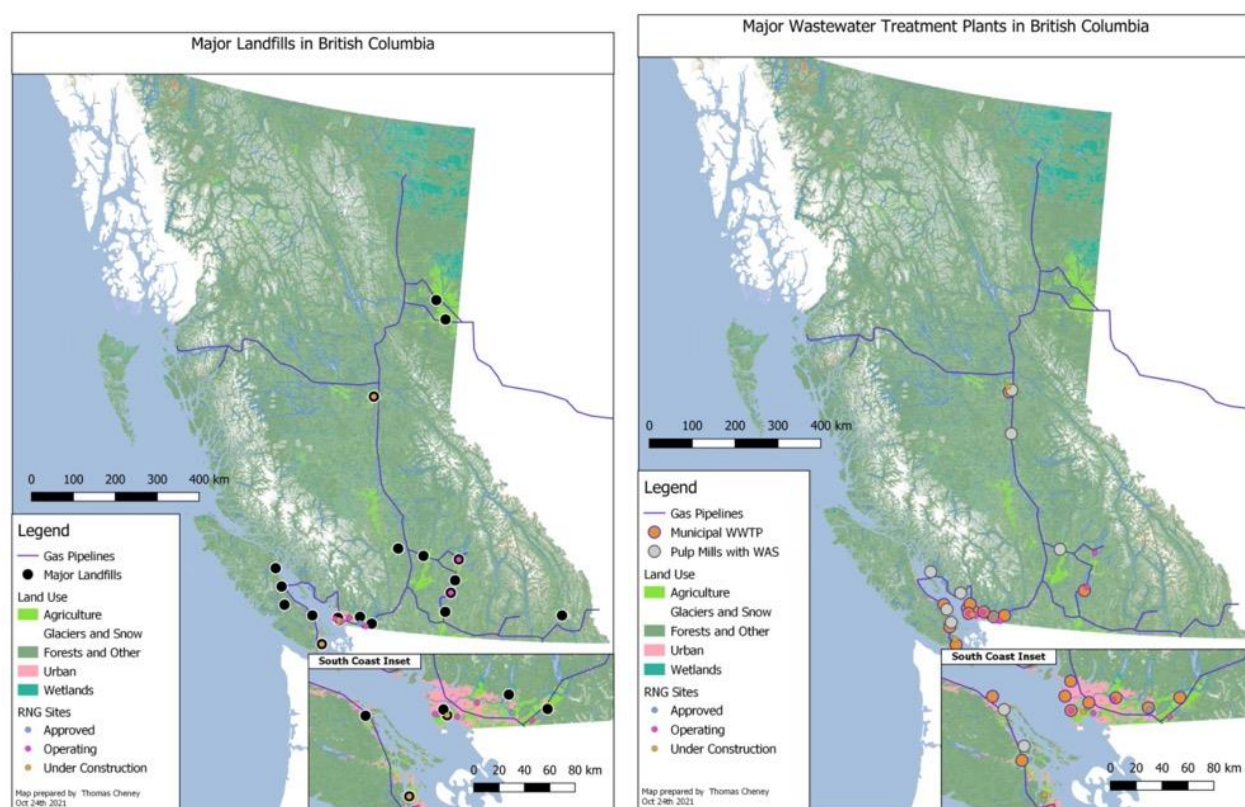 Major Landfills in British Columbia
0 100 200 300 400 km
Legend
Gas Pipelines
Major Landfills
Land Use
Agriculture
Glaciers and Snow
Forests and Other
Urban
Wetlands
RNG Sites
Approved
Operating
Under Construction
Map prepared by Thomas Cheney
Oct 24th 2021
South Coast Inset
0 20 40 60 80 km
Major Wastewater Treatment Plants in British Columbia
0 100 200 300 400 km
Legend
Gas Pipelines
Municipal WWTP
Pulp Mills with WAS
Land Use
Agriculture
Glaciers and Snow
Forests and Other
Urban
Wetlands
RNG Sites
Approved
Operating
Under Construction
Map prepared by Thomas Cheney
Oct 24th 2021
South Coast Inset
0 20 40 60 80 km